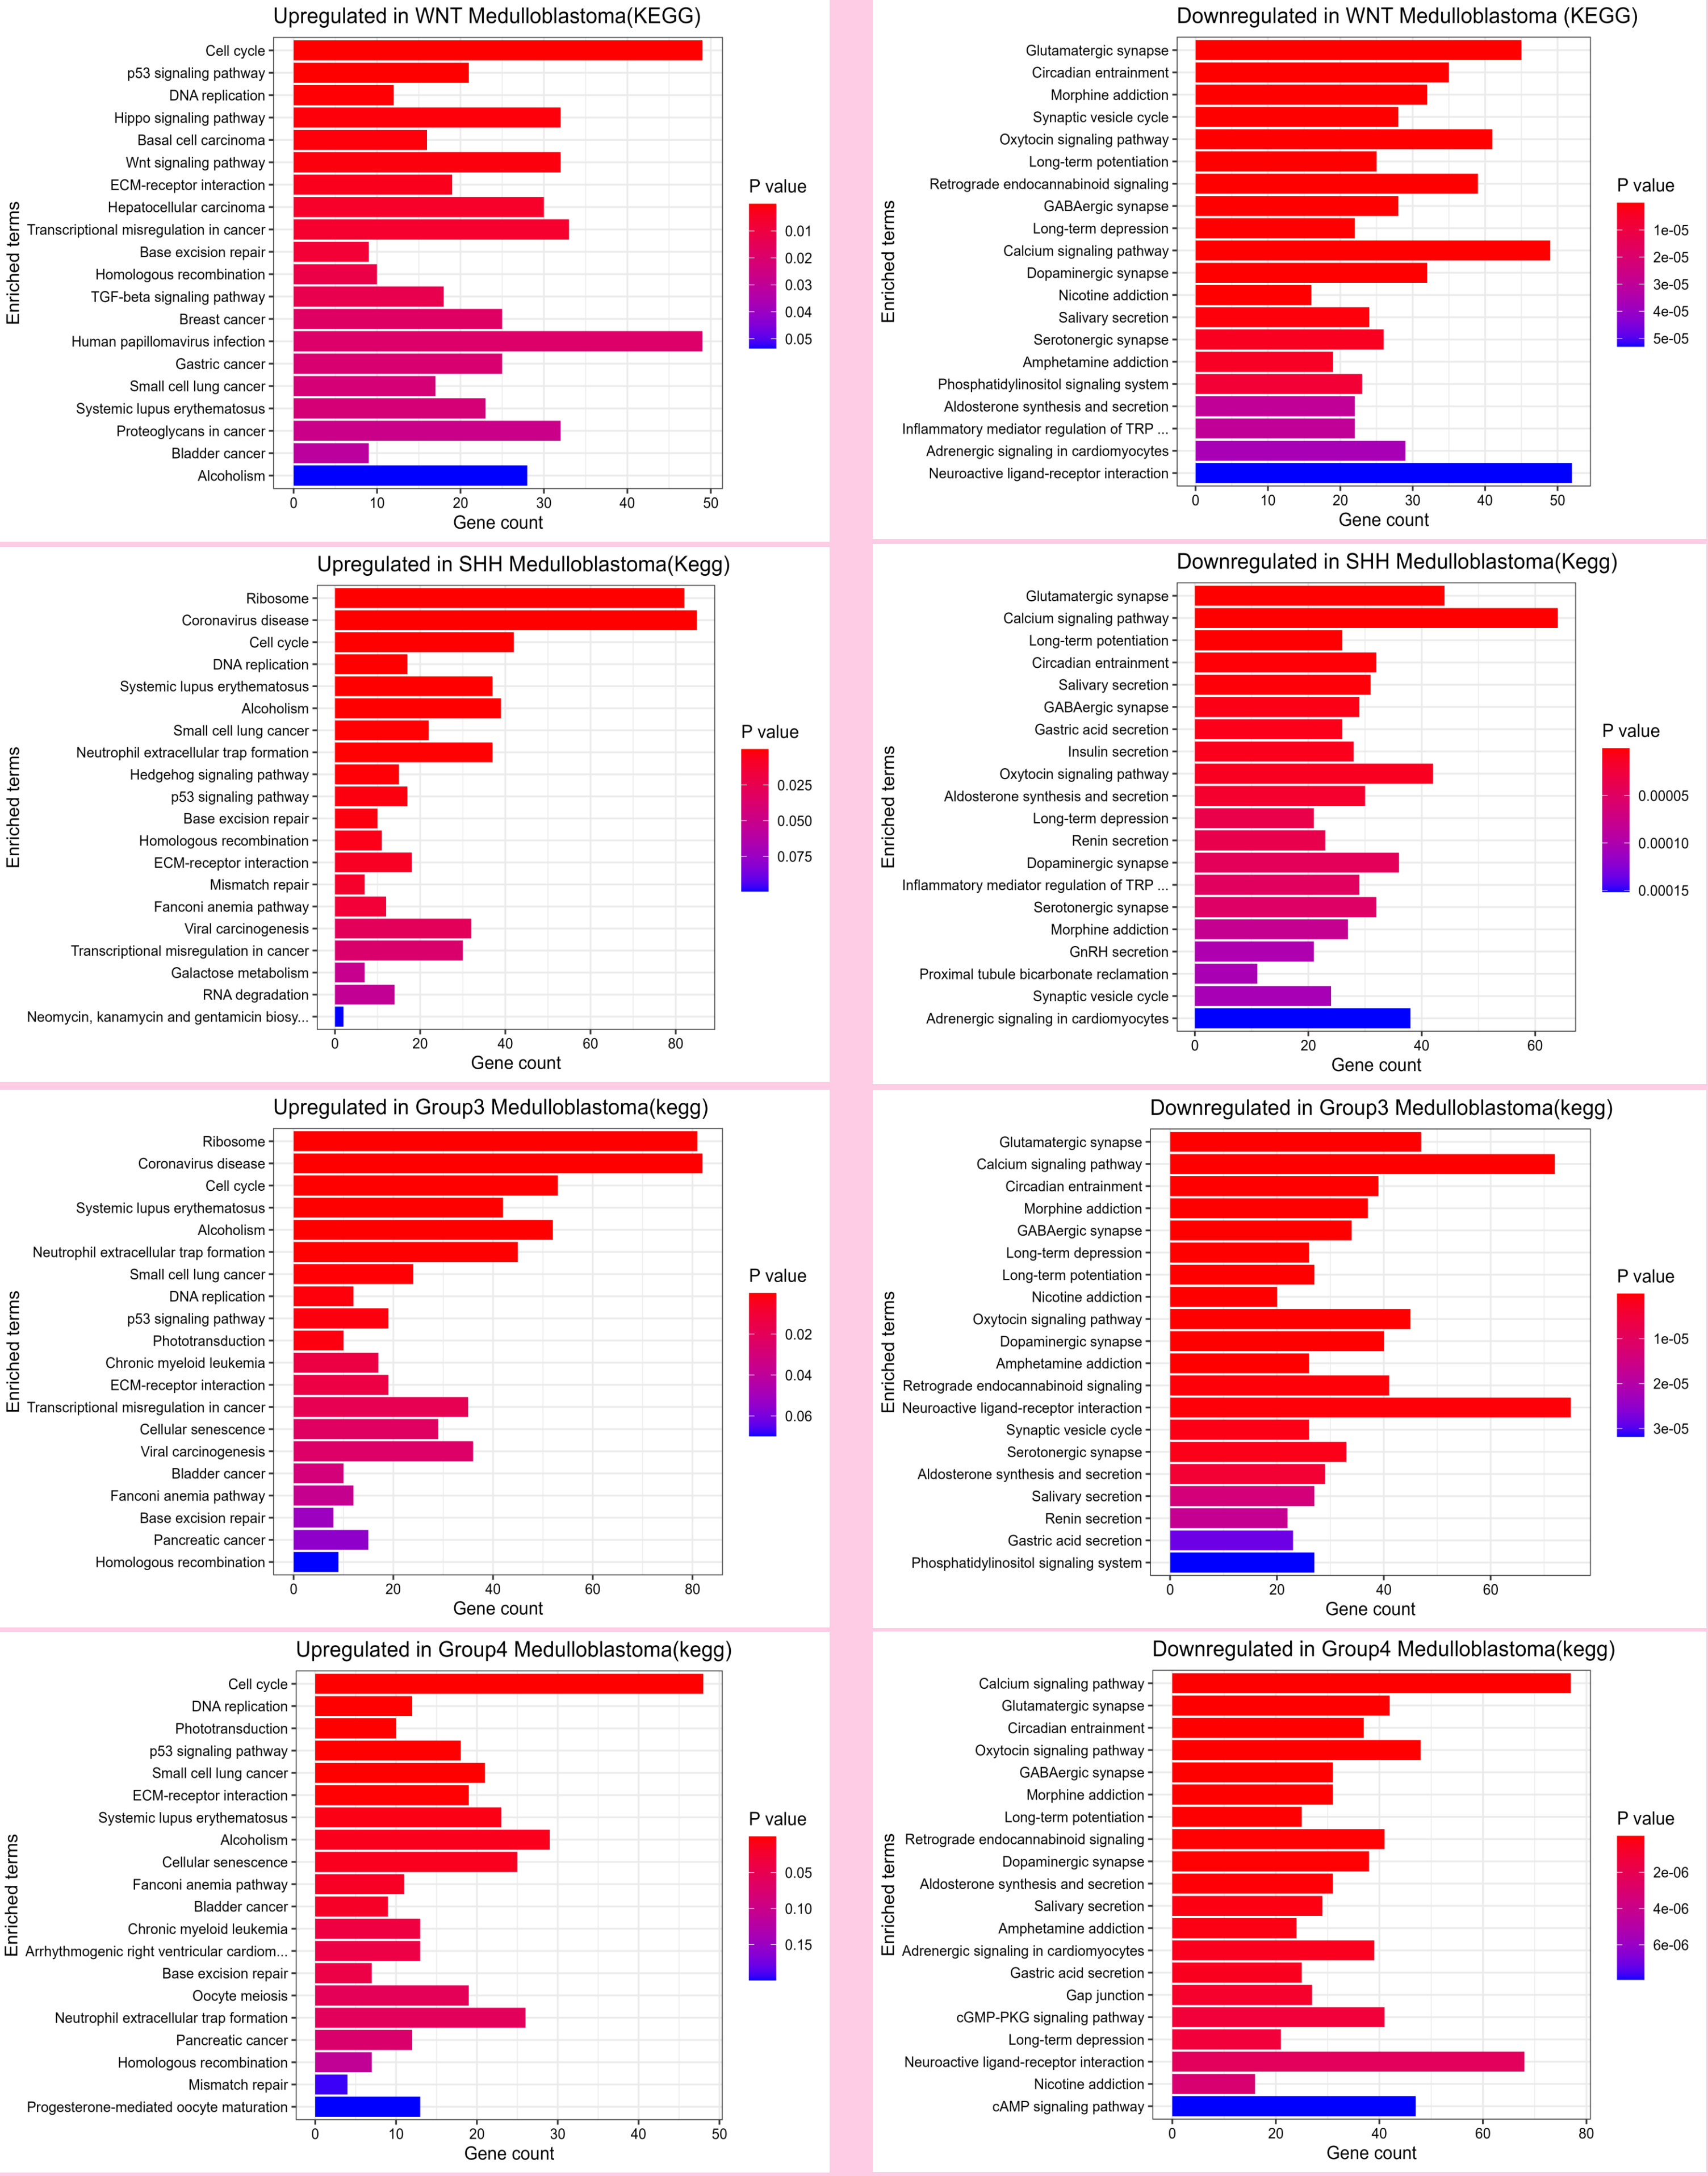 Upregulated in WNT Medulloblastoma(KEGG)
Enriched terms
Cell cycle
p53 signaling pathway
DNA replication
Hippo signaling pathway
Basal cell carcinoma
Wnt signaling pathway
ECM-receptor interaction
Hepatocellular carcinoma
Transcriptional misregulation in cancer
Base excision repair
Homologous recombination
TGF-beta signaling pathway
Breast cancer
Human papillomavirus infection
Gastric cancer
Small cell lung cancer
Systemic lupus erythematosus
Proteoglycans in cancer
Bladder cancer
Alcoholism
0 10 20 30 40 50
Gene count
P value
0.01
0.02
0.03
0.04
0.05
Downregulated in WNT Medulloblastoma (KEGG)
Enriched terms
Glutamatergic synapse
Circadian entrainment
Morphine addiction
Synaptic vesicle cycle
Oxytocin signaling pathway
Long-term potentiation
Retrograde endocannabinoid signaling
GABAergic synapse
Long-term depression
Calcium signaling pathway
Dopaminergic synapse
Nicotine addiction
Salivary secretion
Serotonergic synapse
Amphetamine addiction
Phosphatidylinositol signaling system
Aldosterone synthesis and secretion
Inflammatory mediator regulation of TRP ...
Adrenergic signaling in cardiomyocytes
Neuroactive ligand-receptor interaction
0 10 20 30 40 50
Gene count
P value
1e-05
2e-05
3e-05
4e-05
5e-05
Upregulated in SHH Medulloblastoma(Kegg)
Enriched terms
Ribosome
Coronavirus disease
Cell cycle
DNA replication
Systemic lupus erythematosus
Alcoholism
Small cell lung cancer
Neutrophil extracellular trap formation
Hedgehog signaling pathway
p53 signaling pathway
Base excision repair
Homologous recombination
ECM-receptor interaction
Mismatch repair
Fanconi anemia pathway
Viral carcinogenesis
Transcriptional misregulation in cancer
Galactose metabolism
RNA degradation
Neomycin, kanamycin and gentamicin biosy...
0 20 40 60 80
Gene count
P value
0.025
0.050
0.075
Downregulated in SHH Medulloblastoma(Kegg)
Enriched terms
Glutamatergic synapse
Calcium signaling pathway
Long-term potentiation
Circadian entrainment
Salivary secretion
GABAergic synapse
Gastric acid secretion
Insulin secretion
Oxytocin signaling pathway
Aldosterone synthesis and secretion
Long-term depression
Renin secretion
Dopaminergic synapse
Inflammatory mediator regulation of TRP ...
Serotonergic synapse
Morphine addiction
GnRH secretion
Proximal tubule bicarbonate reclamation
Synaptic vesicle cycle
Adrenergic signaling in cardiomyocytes
0 20 40 60
Gene count
P value
0.00005
0.00010
0.00015
Upregulated in Group3 Medulloblastoma(kegg)
Enriched terms
Ribosome
Coronavirus disease
Cell cycle
Systemic lupus erythematosus
Alcoholism
Neutrophil extracellular trap formation
Small cell lung cancer
DNA replication
p53 signaling pathway
Phototransduction
Chronic myeloid leukemia
ECM-receptor interaction
Transcriptional misregulation in cancer
Cellular senescence
Viral carcinogenesis
Bladder cancer
Fanconi anemia pathway
Base excision repair
Pancreatic cancer
Homologous recombination
0 20 40 60 80
Gene count
P value
0.02
0.04
0.06
Downregulated in Group3 Medulloblastoma(kegg)
Enriched terms
Glutamatergic synapse
Calcium signaling pathway
Circadian entrainment
Morphine addiction
GABAergic synapse
Long-term depression
Long-term potentiation
Nicotine addiction
Oxytocin signaling pathway
Dopaminergic synapse
Amphetamine addiction
Retrograde endocannabinoid signaling
Neuroactive ligand-receptor interaction
Synaptic vesicle cycle
Serotonergic synapse
Aldosterone synthesis and secretion
Salivary secretion
Renin secretion
Gastric acid secretion
Phosphatidylinositol signaling system
0 20 40 60
Gene count
P value
1e-05
2e-05
3e-05
Upregulated in Group4 Medulloblastoma(kegg)
Enriched terms
Cell cycle
DNA replication
Phototransduction
p53 signaling pathway
Small cell lung cancer
ECM-receptor interaction
Systemic lupus erythematosus
Alcoholism
Cellular senescence
Fanconi anemia pathway
Bladder cancer
Chronic myeloid leukemia
Arrhythmogenic right ventricular cardiom...
Base excision repair
Oocyte meiosis
Neutrophil extracellular trap formation
Pancreatic cancer
Homologous recombination
Mismatch repair
Progesterone-mediated oocyte maturation
0 10 20 30 40 50
Gene count
P value
0.05
0.10
0.15
Downregulated in Group4 Medulloblastoma(kegg)
Enriched terms
Calcium signaling pathway
Glutamatergic synapse
Circadian entrainment
Oxytocin signaling pathway
GABAergic synapse
Morphine addiction
Long-term potentiation
Retrograde endocannabinoid signaling
Dopaminergic synapse
Aldosterone synthesis and secretion
Salivary secretion
Amphetamine addiction
Adrenergic signaling in cardiomyocytes
Gastric acid secretion
Gap junction
cGMP-PKG signaling pathway
Long-term depression
Neuroactive ligand-receptor interaction
Nicotine addiction
cAMP signaling pathway
0 20 40 60 80
Gene count
P value
2e-06
4e-06
6e-06